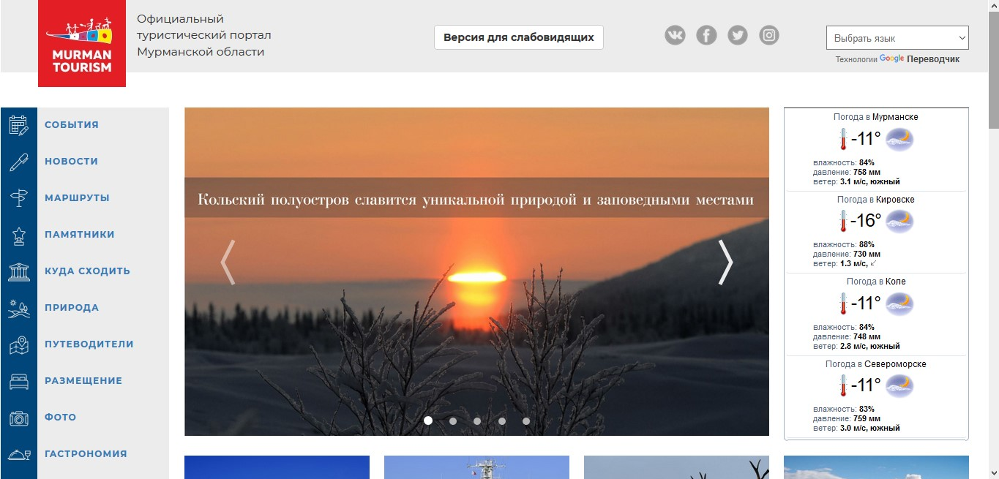 MURMAN
TOURISM
Официальный
туристический портал
Мурманской области
Версия для слабовидящих
Выбрать язык
Технологии Google Переводчик
СОБЫТИЯ
НОВОСТИ
МАРШРУТЫ
ПАМЯТНИКИ
КУДА СХОДИТЬ
ПРИРОДА
ПУТЕВОДИТЕЛИ
РАЗМЕЩЕНИЕ
ФОТО
ГАСТРОНОМИЯ
Кольский полуостров славится уникальной природой и заповедными местами
Погода в Мурманске
-11°
влажность: 84%
давление: 758 мм
ветер: 3.1 м/с, южный
Погода в Кировске
-16°
влажность: 88%
давление: 730 мм
ветер: 1.3 м/с, ↙
Погода в Коле
-11°
влажность: 84%
давление: 748 мм
ветер: 2.8 м/с, южный
Погода в Североморске
-11°
влажность: 83%
давление: 759 мм
ветер: 3.0 м/с, южный